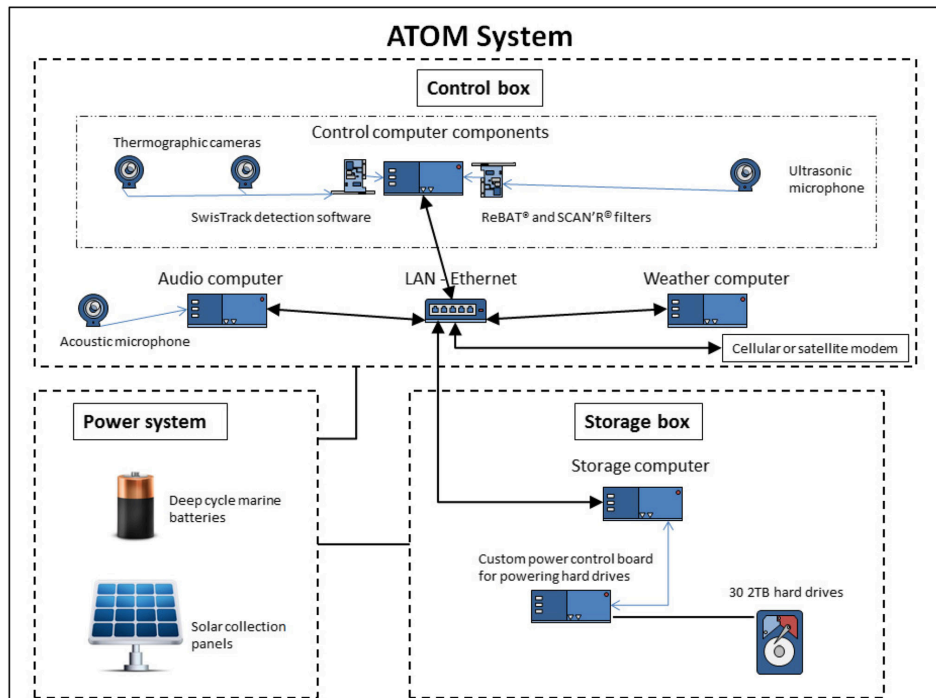 ATOM System
Control box
Control computer components
Thermographic cameras
Ultrasonic
microphone
SwisTrack detection software
ReBAT® and SCAN'R® filters
Audio computer
LAN - Ethernet
Weather computer
Acoustic microphone
Cellular or satellite modem
Power system
Deep cycle marine
batteries
Solar collection
panels
Storage box
Storage computer
Custom power control board
for powering hard drives
30 2TB hard drives